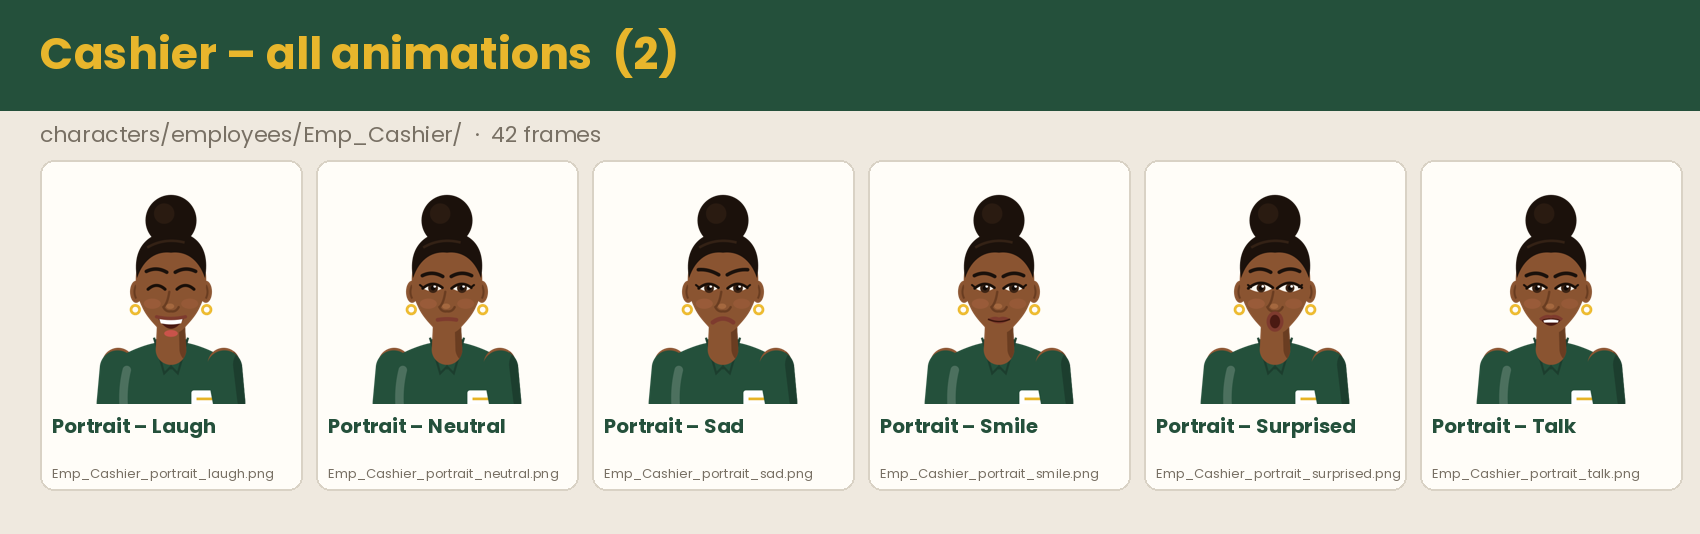 Cashier – all animations (2)
characters/employees/Emp_Cashier/ · 42 frames
Portrait – Laugh
Emp_Cashier_portrait_laugh.png
Portrait – Neutral
Emp_Cashier_portrait_neutral.png
Portrait – Sad
Emp_Cashier_portrait_sad.png
Portrait – Smile
Emp_Cashier_portrait_smile.png
Portrait – Surprised
Emp_Cashier_portrait_surprised.png
Portrait – Talk
Emp_Cashier_portrait_talk.png